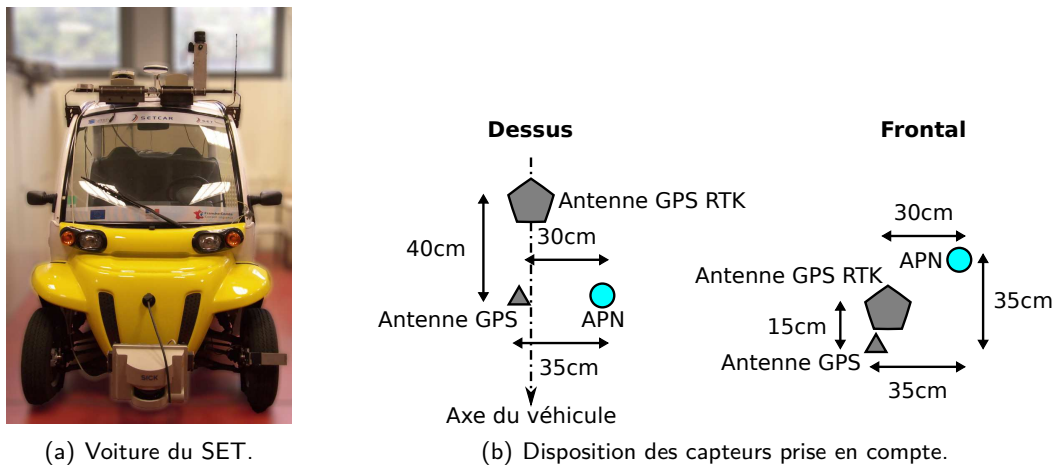 GETCAR
SICK
(a) Voiture du SET.
Dessus
Antenne GPS RTK
40cm
30cm
Antenne GPS
APN
35cm
Axe du véhicule
Frontal
30cm
APN
Antenne GPS RTK
35cm
15cm
Antenne GPS
35cm
(b) Disposition des capteurs prise en compte.